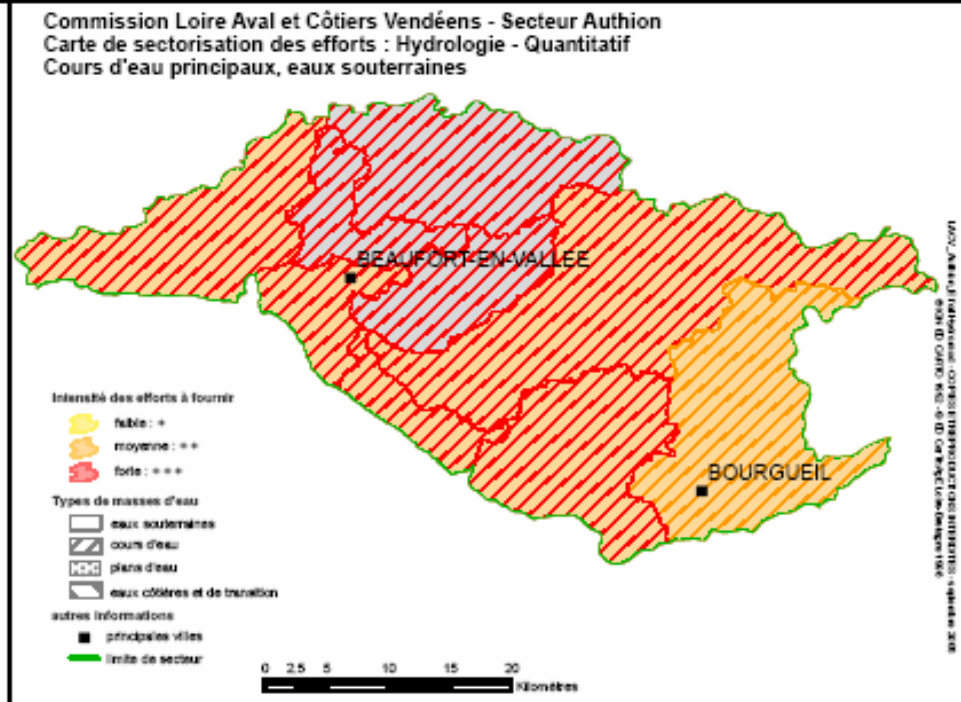 Commission Loire Aval et Côtiers Vendéens - Secteur Authion
Carte de sectorisation des efforts : Hydrologie - Quantitatif
Cours d'eau principaux, eaux souterraines
BEAUFORT-EN-VALLEE
BOURGUEIL
Intensité des efforts à fournir
faible : +
moyenne : ++
forte : +++
Types de masses d'eau
eaux souterraines
cours d'eau
plans d'eau
eaux côtières et de transition
autres informations
principales villes
limite de secteur
0 2,5 5 10 15 20
Kilomètres